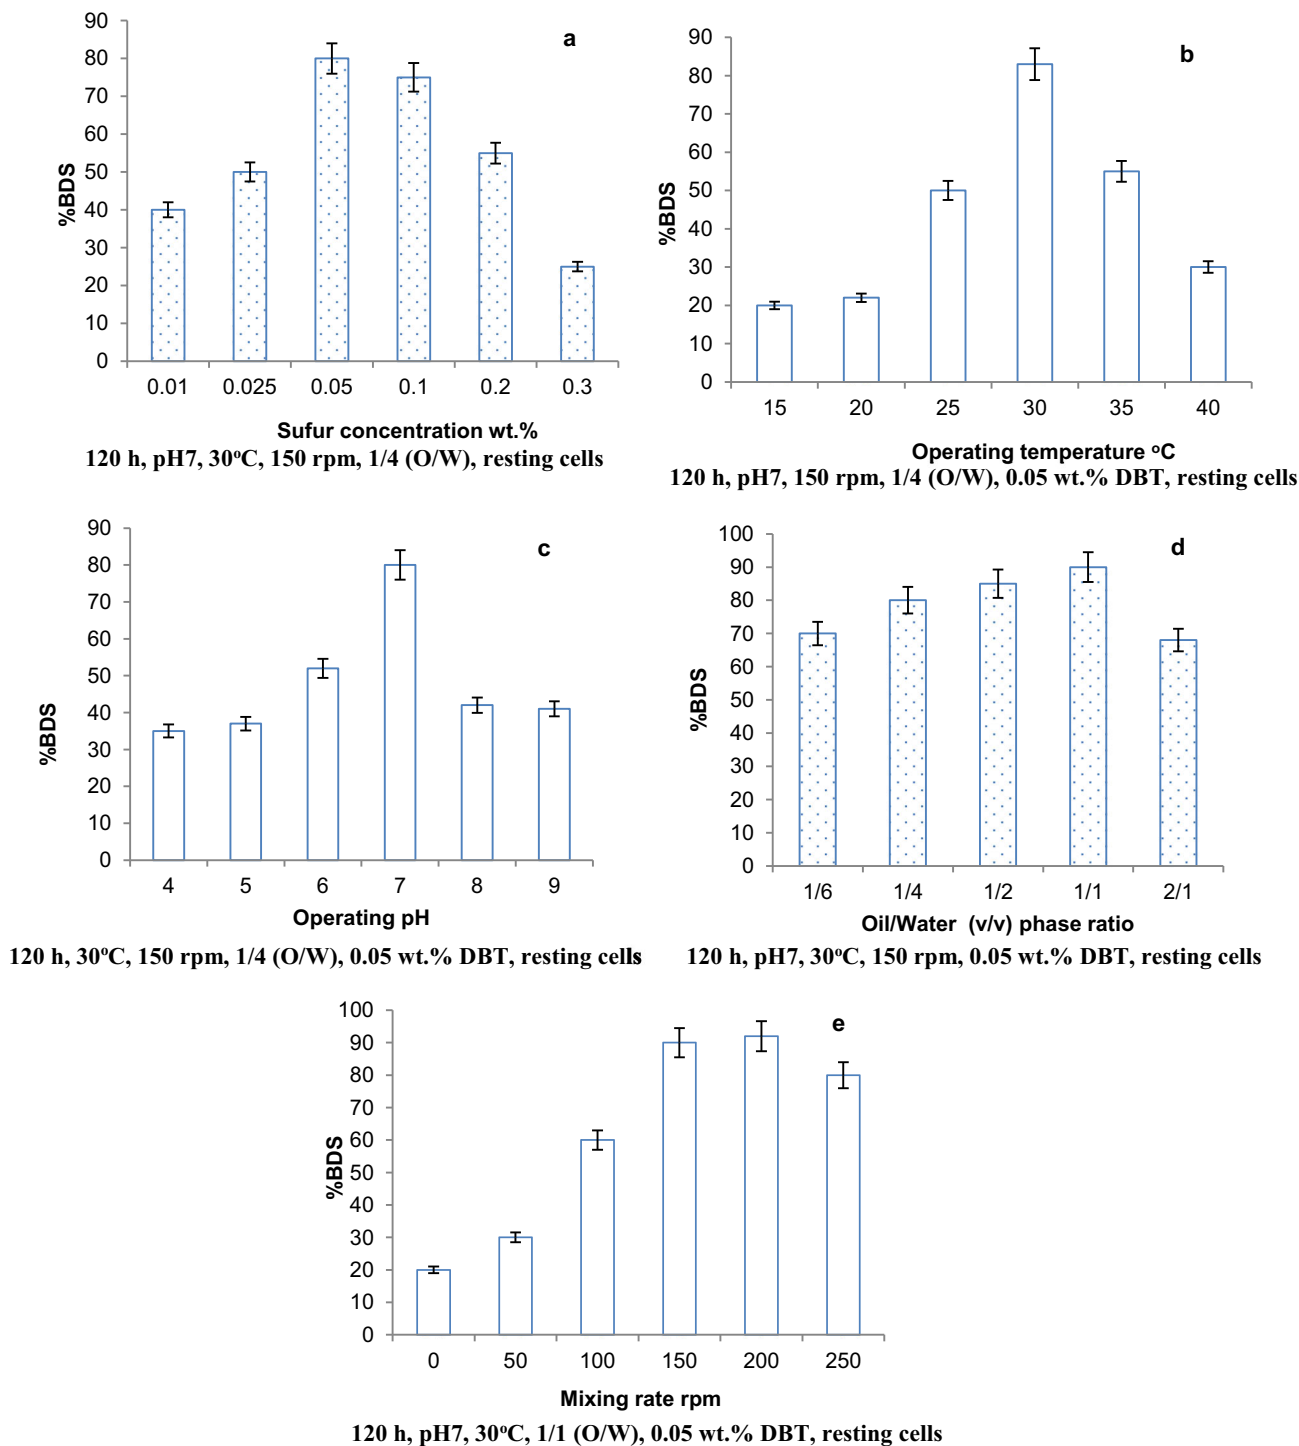 a
90
80
70
60
50
40
30
20
10
0
%BDS
0.01 0.025 0.05 0.1 0.2 0.3
Sufur concentration wt.%
120 h, pH7, 30°C, 150 rpm, 1/4 (O/W), resting cells
b
90
80
70
60
50
40
30
20
10
0
%BDS
15 20 25 30 35 40
Operating temperature °C
120 h, pH7, 150 rpm, 1/4 (O/W), 0.05 wt.% DBT, resting cells
c
90
80
70
60
50
40
30
20
10
0
%BDS
4 5 6 7 8 9
Operating pH
120 h, 30°C, 150 rpm, 1/4 (O/W), 0.05 wt.% DBT, resting cells
d
100
90
80
70
60
50
40
30
20
10
0
%BDS
1/6 1/4 1/2 1/1 2/1
Oil/Water (v/v) phase ratio
120 h, pH7, 30°C, 150 rpm, 0.05 wt.% DBT, resting cells
e
100
90
80
70
60
50
40
30
20
10
0
%BDS
0 50 100 150 200 250
Mixing rate rpm
120 h, pH7, 30°C, 1/1 (O/W), 0.05 wt.% DBT, resting cells